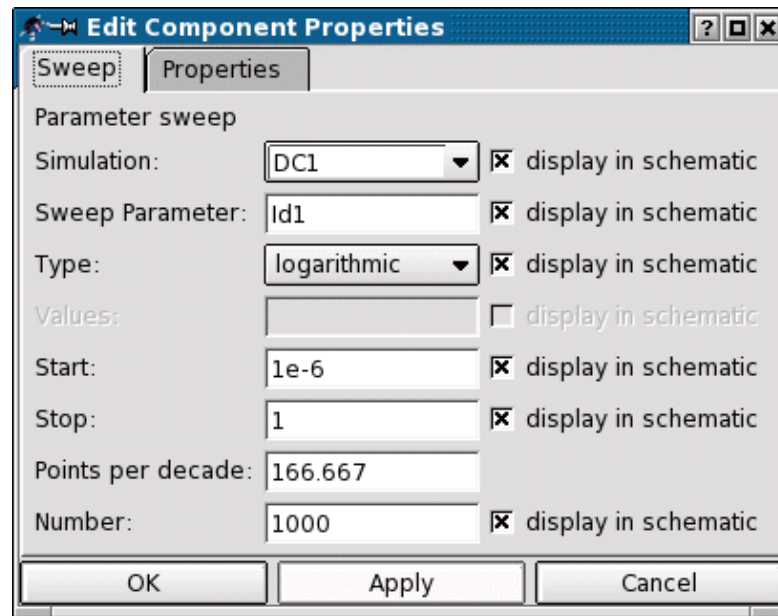 Edit Component Properties ?
Sweep Properties
Parameter sweep
Simulation: DC1 display in schematic
Sweep Parameter: Id1 display in schematic
Type: logarithmic display in schematic
Values: display in schematic
Start: 1e-6 display in schematic
Stop: 1 display in schematic
Points per decade: 166.667
Number: 1000 display in schematic
OK Apply Cancel